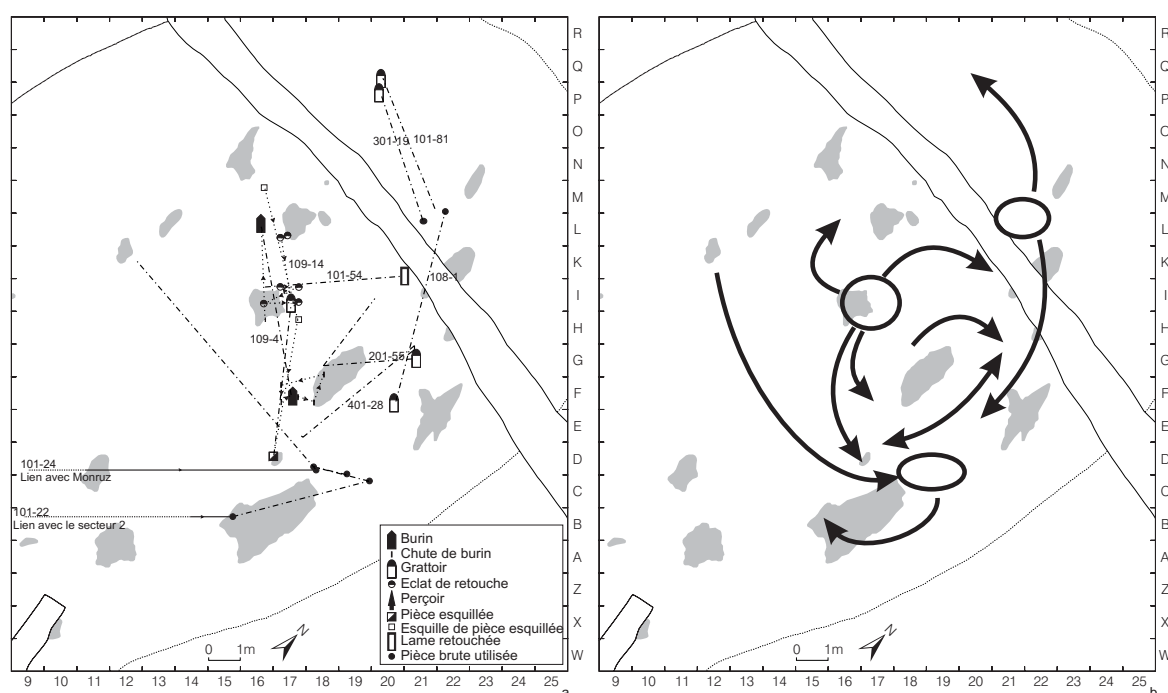 R
Q
P
O
N
M
L
K
I
H
G
F
E
D
C
B
A
Z
X
W
301-19
101-81
109-14
101-54
108-1
109-4
201-55
401-28
101-24
Lien avec Monruz
101-22
Lien avec le secteur 2
Burin
Chute de burin
Grattoir
Eclat de retouche
Perçoir
Pièce esquillée
Esquille de pièce esquillée
Lame retouchée
Pièce brute utilisée
0 1m
N
9 10 11 12 13 14 15 16 17 18 19 20 21 22 23 24 25
a
R
Q
P
O
N
M
L
K
I
H
G
F
E
D
C
B
A
Z
X
W
0 1m
N
9 10 11 12 13 14 15 16 17 18 19 20 21 22 23 24 25
b